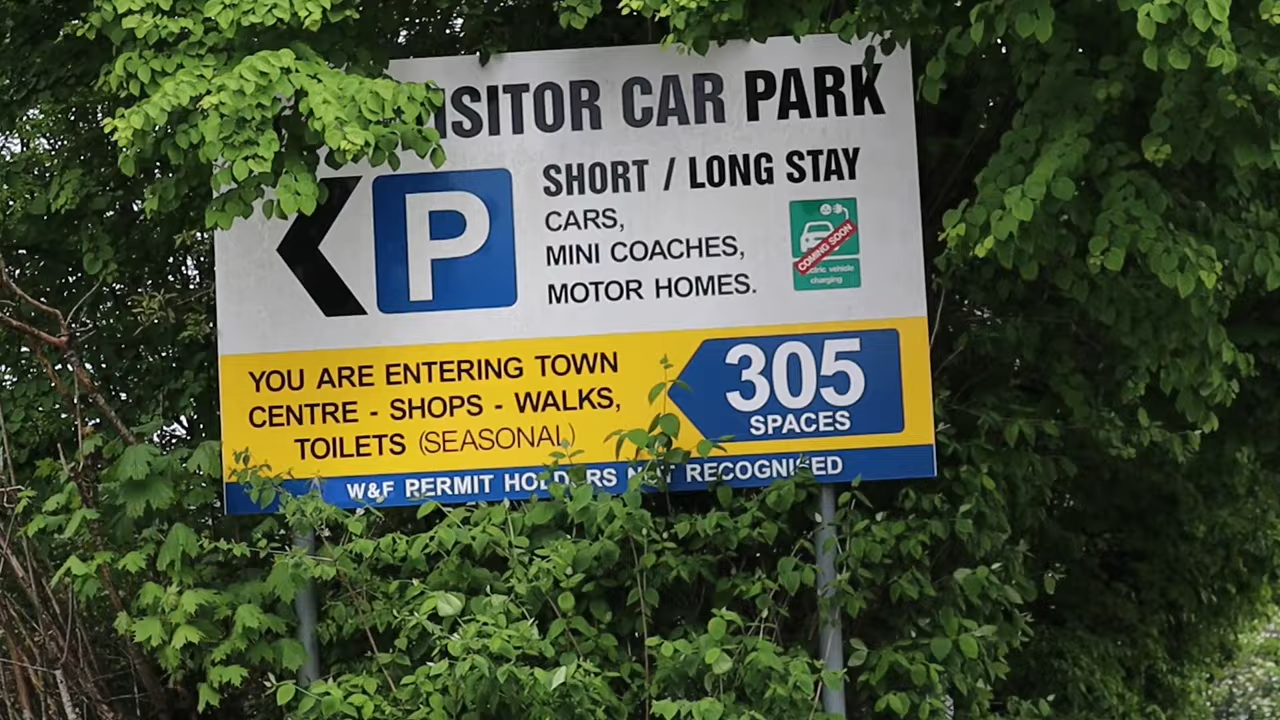 VISITOR CAR PARK
SHORT / LONG STAY
P
CARS,
MINI COACHES,
MOTOR HOMES.
COMING SOON
electric vehicle
charging
YOU ARE ENTERING TOWN
CENTRE - SHOPS - WALKS,
TOILETS (SEASONAL)
305
SPACES
W&F PERMIT HOLDERS NOT RECOGNISED